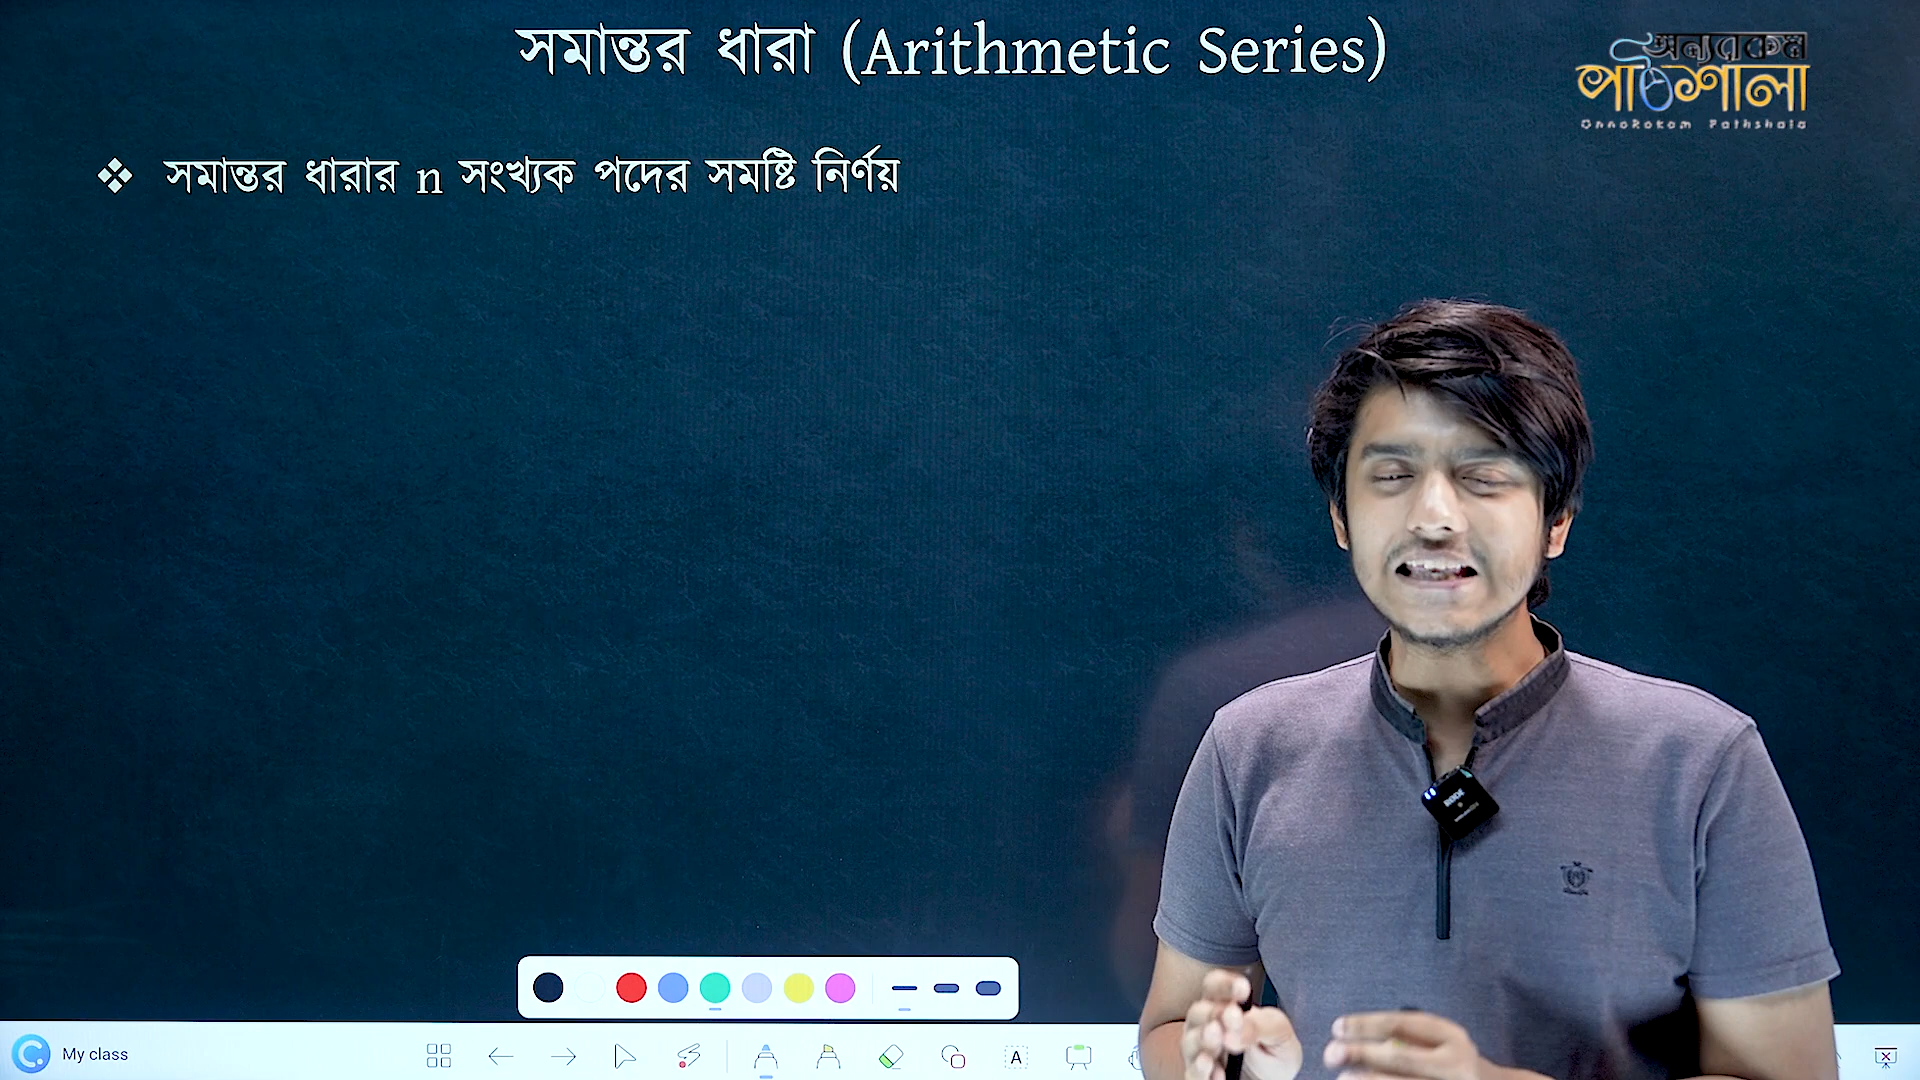 সমান্তর ধারা (Arithmetic Series)
অন্যরকম
পাঠশালা
OnnoRokom Pathshala
❖ সমান্তর ধারার n সংখ্যক পদের সমষ্টি নির্ণয়
My class
A